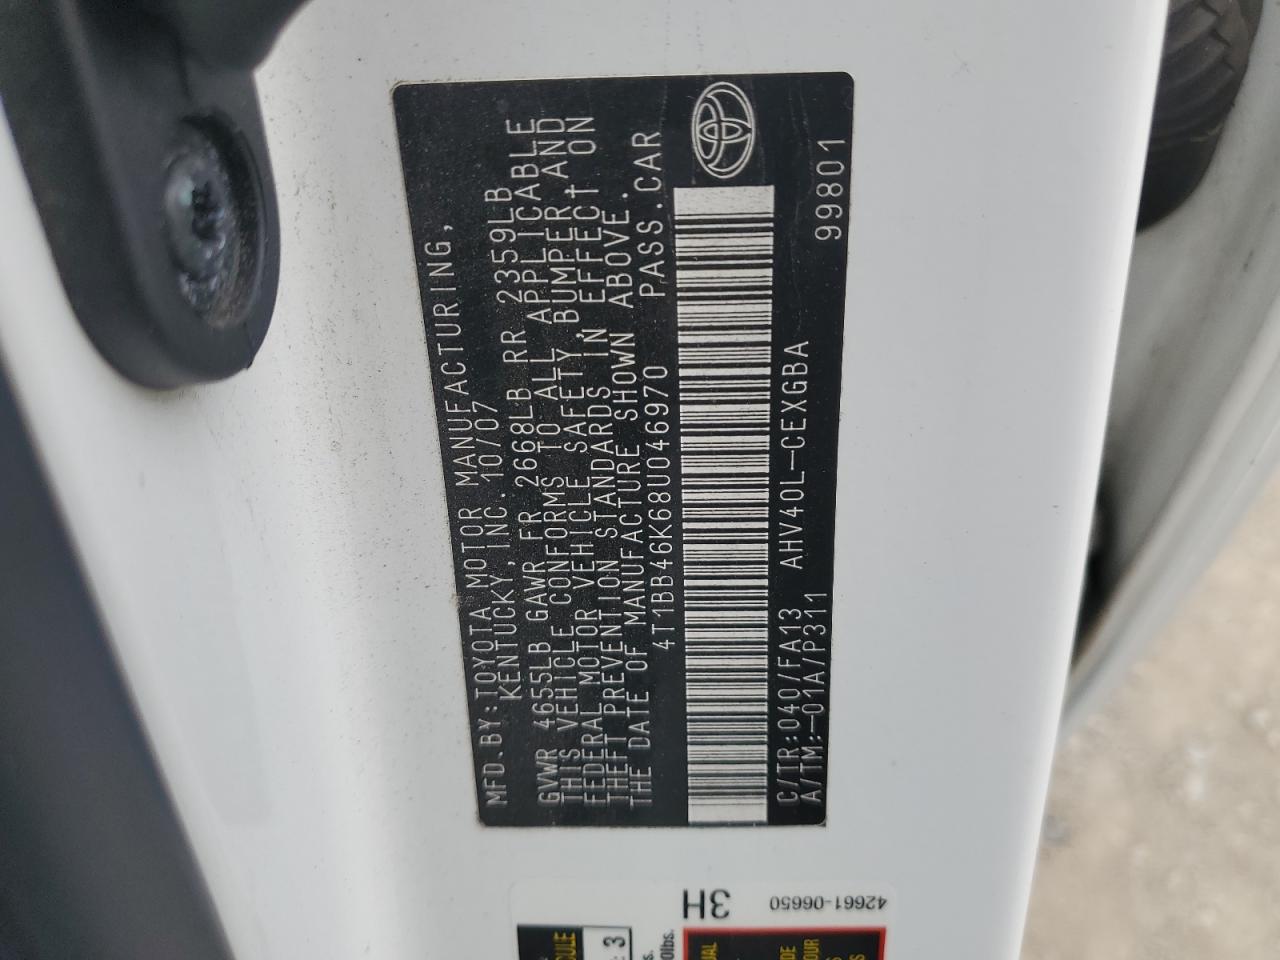 MFD.BY:TOYOTA MOTOR MANUFACTURING,
KENTUCKY,INC. 10/07
GVWR 4655LB GAWR FR 2668LB RR 2359LB
THIS VEHICLE CONFORMS TO ALL APPLICABLE
FEDERAL MOTOR VEHICLE SAFETY,BUMPER,AND
THEFT PREVENTION STANDARDS IN EFFECT ON
THE DATE OF MANUFACTURE SHOWN ABOVE.
4T1BB46K68U046970 PASS.CAR
C/TR:040/FA13 AHV40L-CEXGBA
A/TM:-01A/P311 99801
3H
42661-06650
3